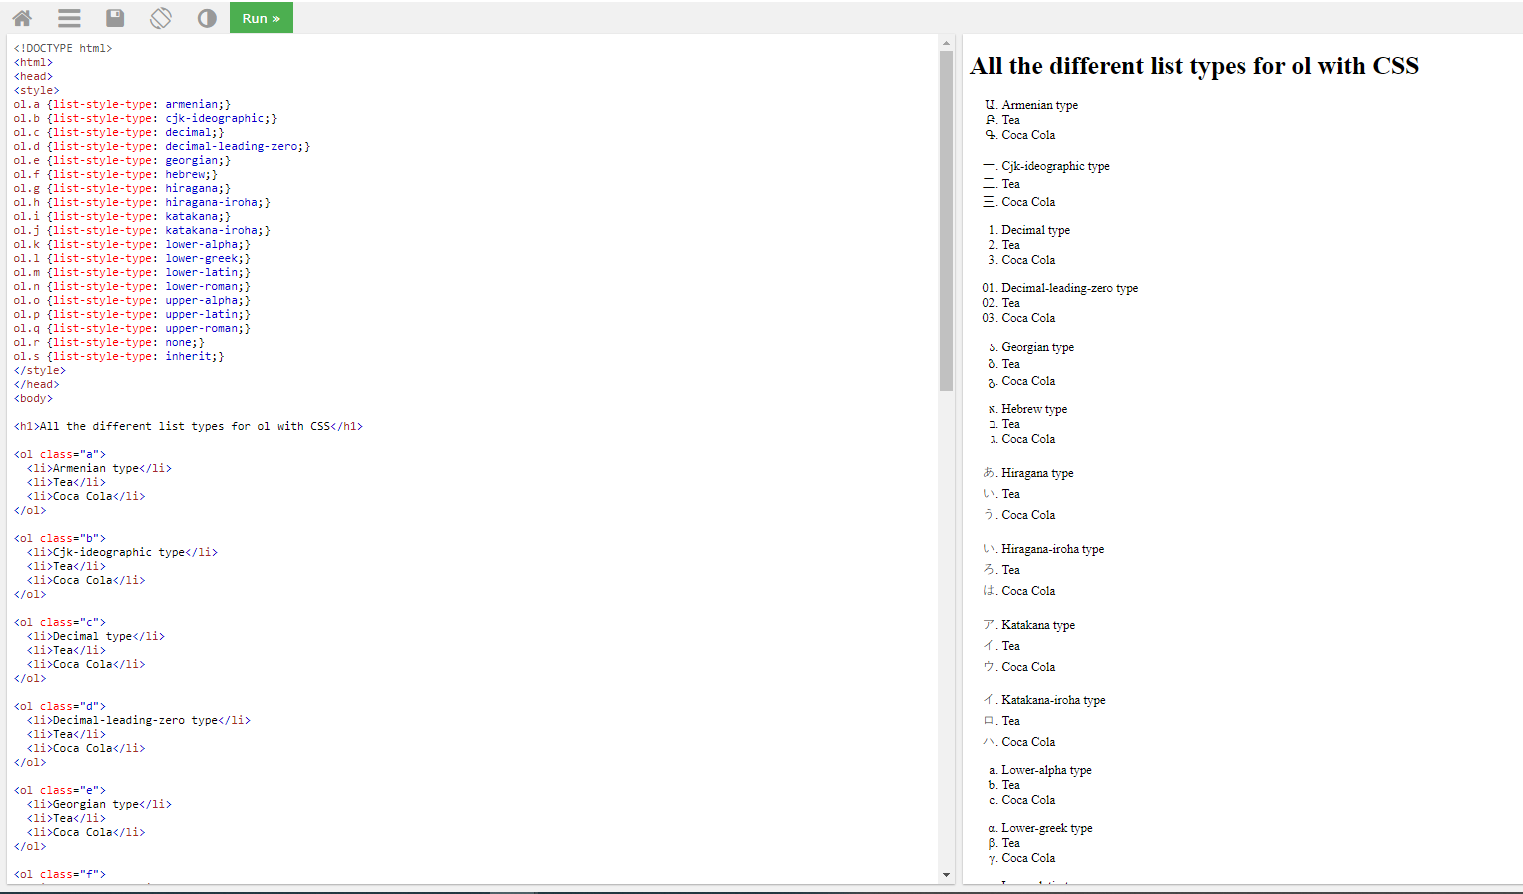 Run »
<!DOCTYPE html>
<html>
<head>
<style>
ol.a {list-style-type: armenian;}
ol.b {list-style-type: cjk-ideographic;}
ol.c {list-style-type: decimal;}
ol.d {list-style-type: decimal-leading-zero;}
ol.e {list-style-type: georgian;}
ol.f {list-style-type: hebrew;}
ol.g {list-style-type: hiragana;}
ol.h {list-style-type: hiragana-iroha;}
ol.i {list-style-type: katakana;}
ol.j {list-style-type: katakana-iroha;}
ol.k {list-style-type: lower-alpha;}
ol.l {list-style-type: lower-greek;}
ol.m {list-style-type: lower-latin;}
ol.n {list-style-type: lower-roman;}
ol.o {list-style-type: upper-alpha;}
ol.p {list-style-type: upper-latin;}
ol.q {list-style-type: upper-roman;}
ol.r {list-style-type: none;}
ol.s {list-style-type: inherit;}
</style>
</head>
<body>
<h1>All the different list types for ol with CSS</h1>
<ol class="a">
<li>Armenian type</li>
<li>Tea</li>
<li>Coca Cola</li>
</ol>
<ol class="b">
<li>Cjk-ideographic type</li>
<li>Tea</li>
<li>Coca Cola</li>
</ol>
<ol class="c">
<li>Decimal type</li>
<li>Tea</li>
<li>Coca Cola</li>
</ol>
<ol class="d">
<li>Decimal-leading-zero type</li>
<li>Tea</li>
<li>Coca Cola</li>
</ol>
<ol class="e">
<li>Georgian type</li>
<li>Tea</li>
<li>Coca Cola</li>
</ol>
<ol class="f">
All the different list types for ol with CSS
Ա. Armenian type
Բ. Tea
Գ. Coca Cola
一. Cjk-ideographic type
二. Tea
三. Coca Cola
1. Decimal type
2. Tea
3. Coca Cola
01. Decimal-leading-zero type
02. Tea
03. Coca Cola
ა. Georgian type
ბ. Tea
გ. Coca Cola
א. Hebrew type
ב. Tea
ג. Coca Cola
あ. Hiragana type
い. Tea
う. Coca Cola
い. Hiragana-iroha type
ろ. Tea
は. Coca Cola
ア. Katakana type
イ. Tea
ウ. Coca Cola
イ. Katakana-iroha type
ロ. Tea
ハ. Coca Cola
a. Lower-alpha type
b. Tea
c. Coca Cola
α. Lower-greek type
β. Tea
γ. Coca Cola